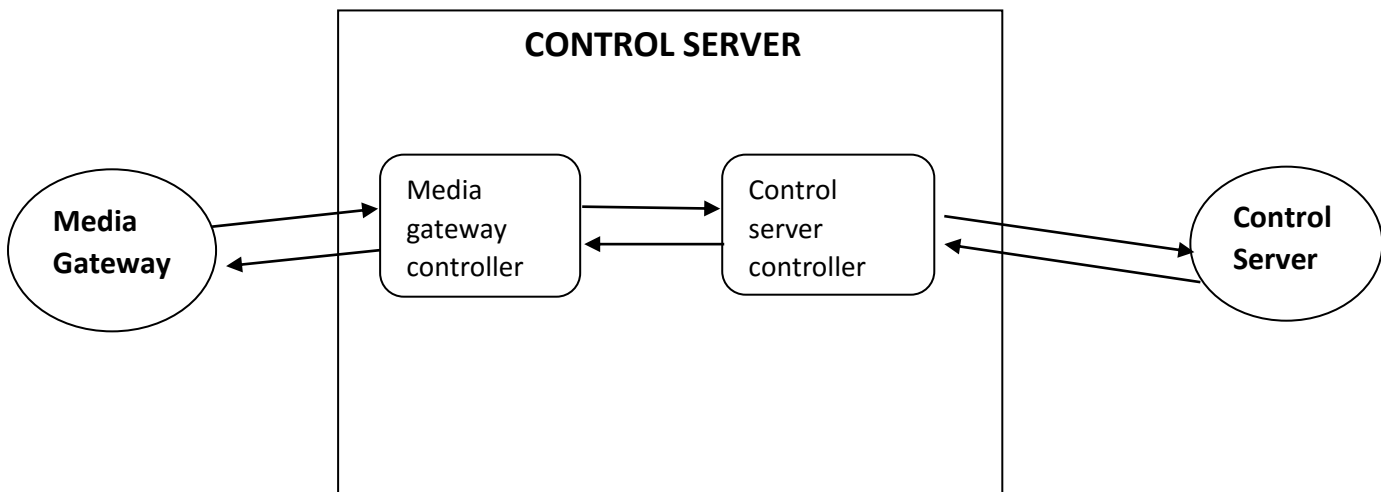 CONTROL SERVER
Media
Gateway
Media
gateway
controller
Control
server
controller
Control
Server